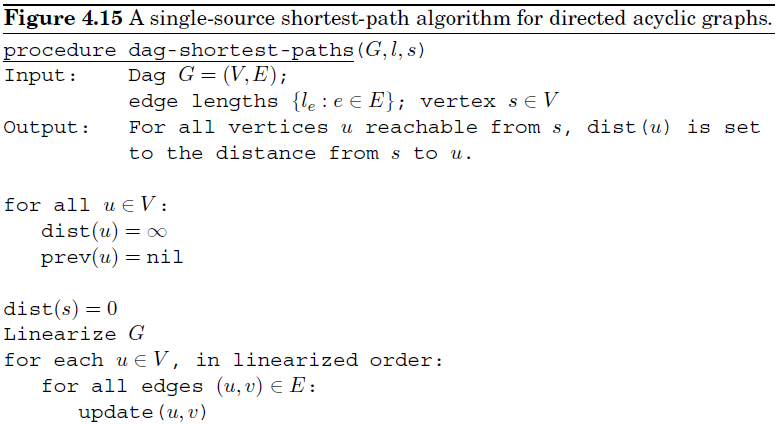 Figure 4.15 A single-source shortest-path algorithm for directed acyclic graphs.
procedure dag-shortest-paths(G, l, s)
Input: Dag G = (V, E);
edge lengths {lₑ : e ∈ E}; vertex s ∈ V
Output: For all vertices u reachable from s, dist(u) is set
to the distance from s to u.
for all u ∈ V:
dist(u) = ∞
prev(u) = nil
dist(s) = 0
Linearize G
for each u ∈ V, in linearized order:
for all edges (u, v) ∈ E:
update(u, v)